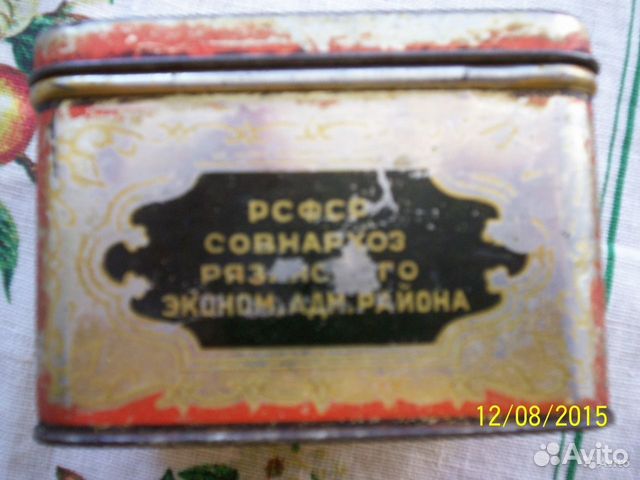 РСФСР
СОВНАРХОЗ
ЭКОНОМ. АДМ. РАЙОНА
12/08/2015
Avito